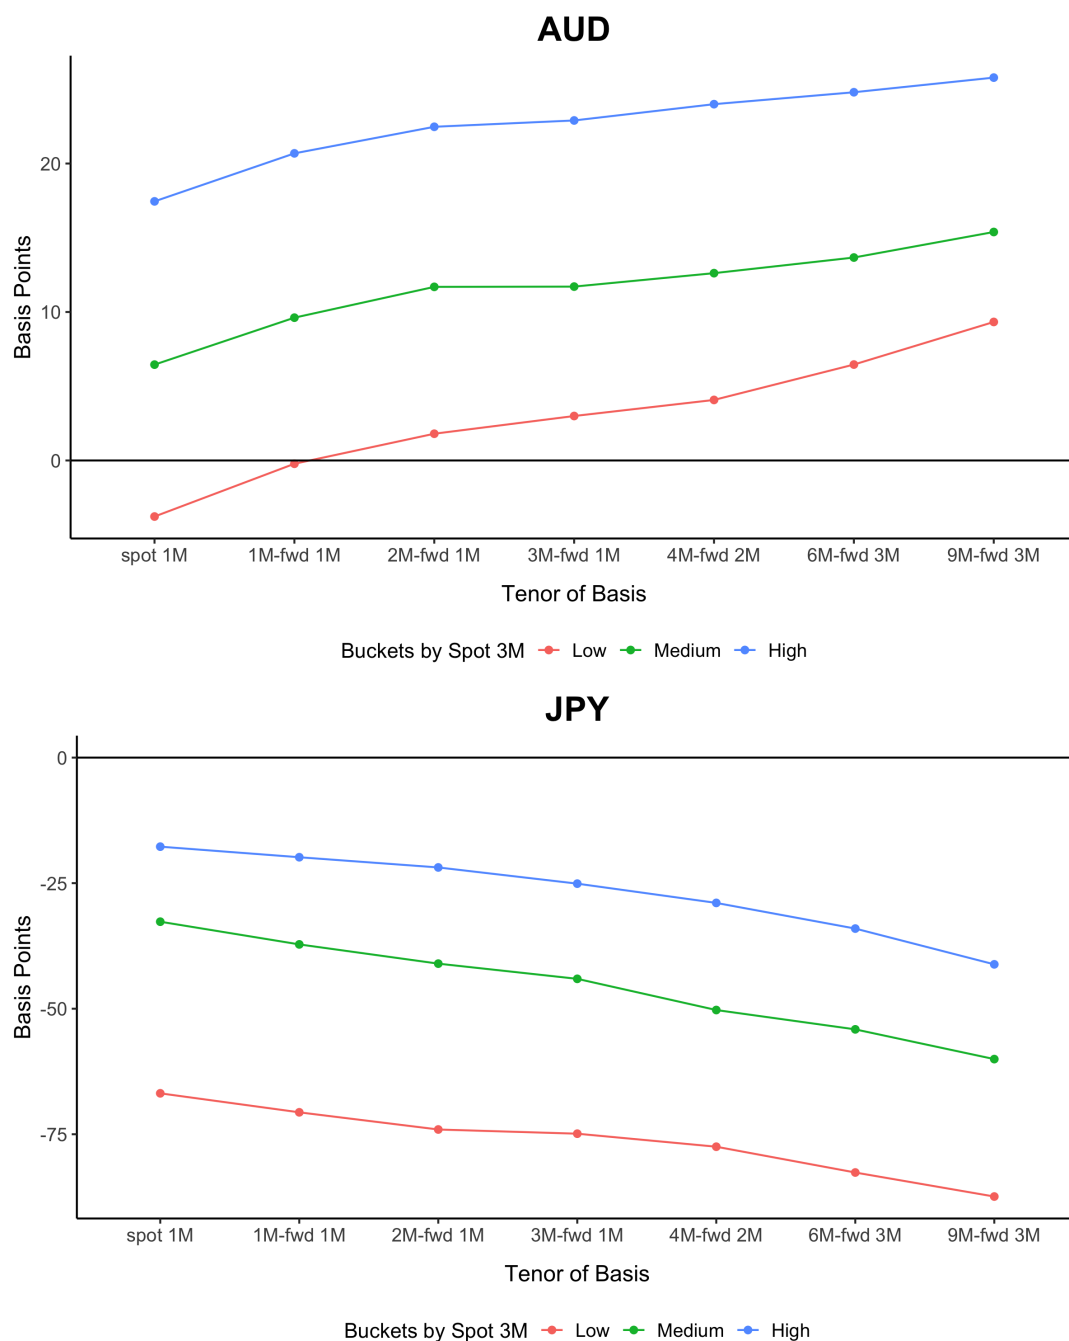 AUD
20
10
0
Basis Points
spot 1M 1M-fwd 1M 2M-fwd 1M 3M-fwd 1M 4M-fwd 2M 6M-fwd 3M 9M-fwd 3M
Tenor of Basis
Buckets by Spot 3M Low Medium High
JPY
0
-25
-50
-75
Basis Points
spot 1M 1M-fwd 1M 2M-fwd 1M 3M-fwd 1M 4M-fwd 2M 6M-fwd 3M 9M-fwd 3M
Tenor of Basis
Buckets by Spot 3M Low Medium High